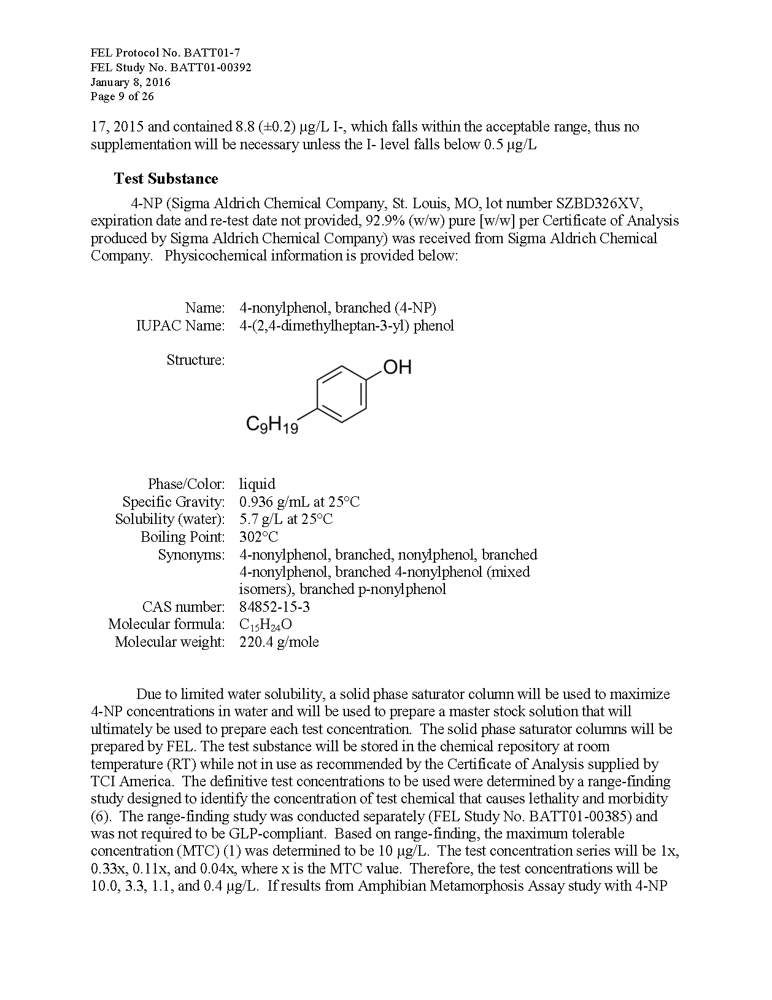 FEL Protocol No. BATT01-7
FEL Study No. BATT01-00392
January 8, 2016
Page 9 of 26
17, 2015 and contained 8.8 (±0.2) µg/L I-, which falls within the acceptable range, thus no
supplementation will be necessary unless the I- level falls below 0.5 µg/L
Test Substance
4-NP (Sigma Aldrich Chemical Company, St. Louis, MO, lot number SZBD326XV,
expiration date and re-test date not provided, 92.9% (w/w) pure [w/w] per Certificate of Analysis
produced by Sigma Aldrich Chemical Company) was received from Sigma Aldrich Chemical
Company. Physicochemical information is provided below:
Name: 4-nonylphenol, branched (4-NP)
IUPAC Name: 4-(2,4-dimethylheptan-3-yl) phenol
Structure:
OH
C₉H₁₉
Phase/Color: liquid
Specific Gravity: 0.936 g/mL at 25°C
Solubility (water): 5.7 g/L at 25°C
Boiling Point: 302°C
Synonyms: 4-nonylphenol, branched, nonylphenol, branched
4-nonylphenol, branched 4-nonylphenol (mixed
isomers), branched p-nonylphenol
CAS number: 84852-15-3
Molecular formula: C₁₅H₂₄O
Molecular weight: 220.4 g/mole
Due to limited water solubility, a solid phase saturator column will be used to maximize
4-NP concentrations in water and will be used to prepare a master stock solution that will
ultimately be used to prepare each test concentration. The solid phase saturator columns will be
prepared by FEL. The test substance will be stored in the chemical repository at room
temperature (RT) while not in use as recommended by the Certificate of Analysis supplied by
TCI America. The definitive test concentrations to be used were determined by a range-finding
study designed to identify the concentration of test chemical that causes lethality and morbidity
(6). The range-finding study was conducted separately (FEL Study No. BATT01-00385) and
was not required to be GLP-compliant. Based on range-finding, the maximum tolerable
concentration (MTC) (1) was determined to be 10 µg/L. The test concentration series will be 1x,
0.33x, 0.11x, and 0.04x, where x is the MTC value. Therefore, the test concentrations will be
10.0, 3.3, 1.1, and 0.4 µg/L. If results from Amphibian Metamorphosis Assay study with 4-NP